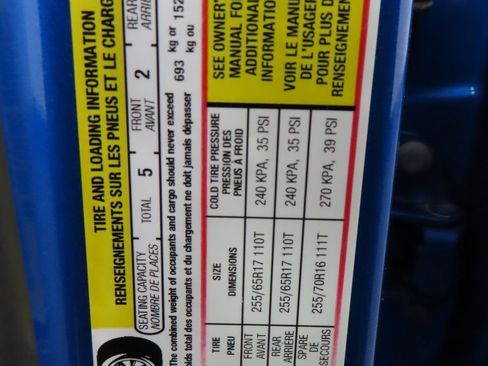 TIRE AND LOADING INFORMATION
RENSEIGNEMENTS SUR LES PNEUS ET LE CHARG
SEATING CAPACITY
NOMBRE DE PLACES
TOTAL 5
FRONT
AVANT 2
REAR
ARRIÈR
The combined weight of occupants and cargo should never exceed 693 kg or 152
oids total des occupants et du chargement ne doit jamais dépasser kg ou
TIRE
PNEU
SIZE
DIMENSIONS
COLD TIRE PRESSURE
PRESSION DES
PNEUS À FROID
FRONT
AVANT
255/65R17 110T
240 KPA, 35 PSI
REAR
ARRIÈRE
255/65R17 110T
240 KPA, 35 PSI
SPARE
DE
SECOURS
255/70R16 111T
270 KPA, 39 PSI
SEE OWNER'
MANUAL FO
ADDITIONA
INFORMATI
VOIR LE MANU
DE L'USAGE
POUR PLUS D
RENSEIGNEMEN